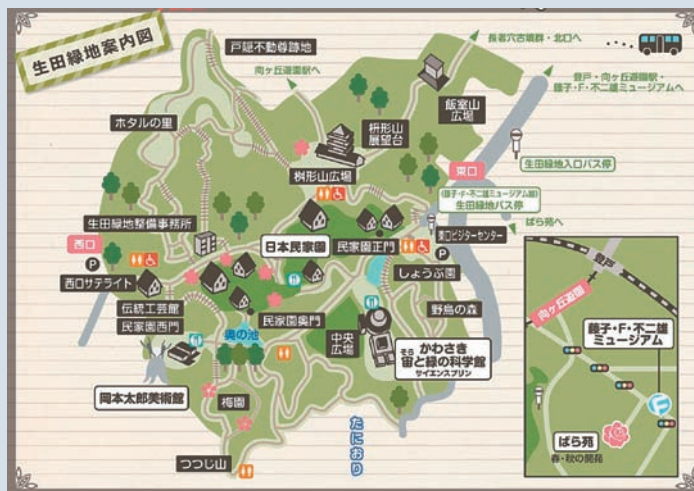 生田緑地案内図
戸隠不動尊跡地
向ヶ丘遊園駅へ
長者穴古墳群・北口へ
登戸・向ヶ丘遊園駅・
藤子・F・不二雄ミュージアムへ
飯室山
広場
枡形山
展望台
ホタルの里
桝形山広場
東口
生田緑地入口バス停
(藤子・F・不二雄ミュージアム前)
生田緑地バス停
ばら苑へ
生田緑地整備事務所
日本民家園
民家園正門
東口ビジターセンター
P
西口
P
西口サテライト
しょうぶ園
伝統工芸館
民家園西門
民家園奥門
野鳥の森
奥の池
中央
広場
かわさき
そら
宙と緑の科学館
サイエンスプリン
岡本太郎美術館
梅園
つつじ山
たにおり
登戸
向ヶ丘遊園
藤子・F・不二雄
ミュージアム
F
ばら苑
春・秋の開苑